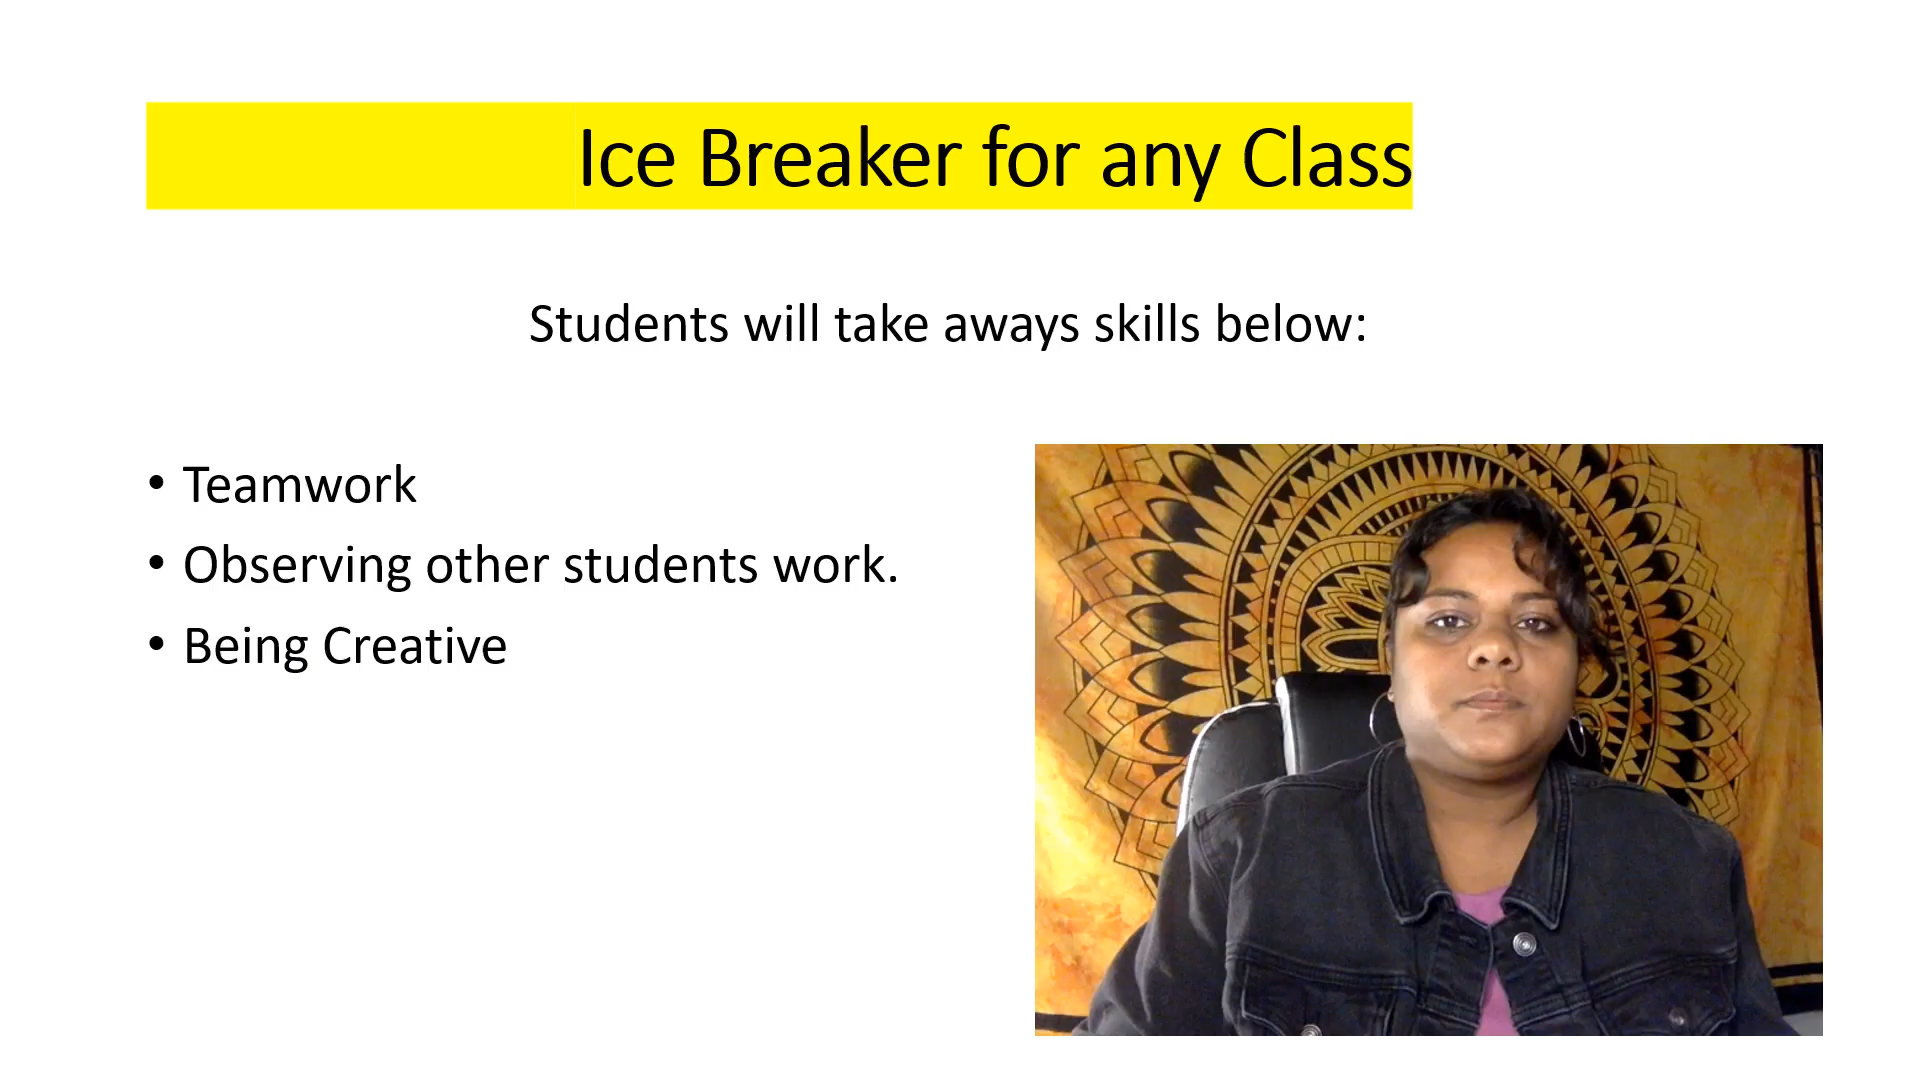 Ice Breaker for any Class
Students will take aways skills below:
• Teamwork
• Observing other students work.
• Being Creative